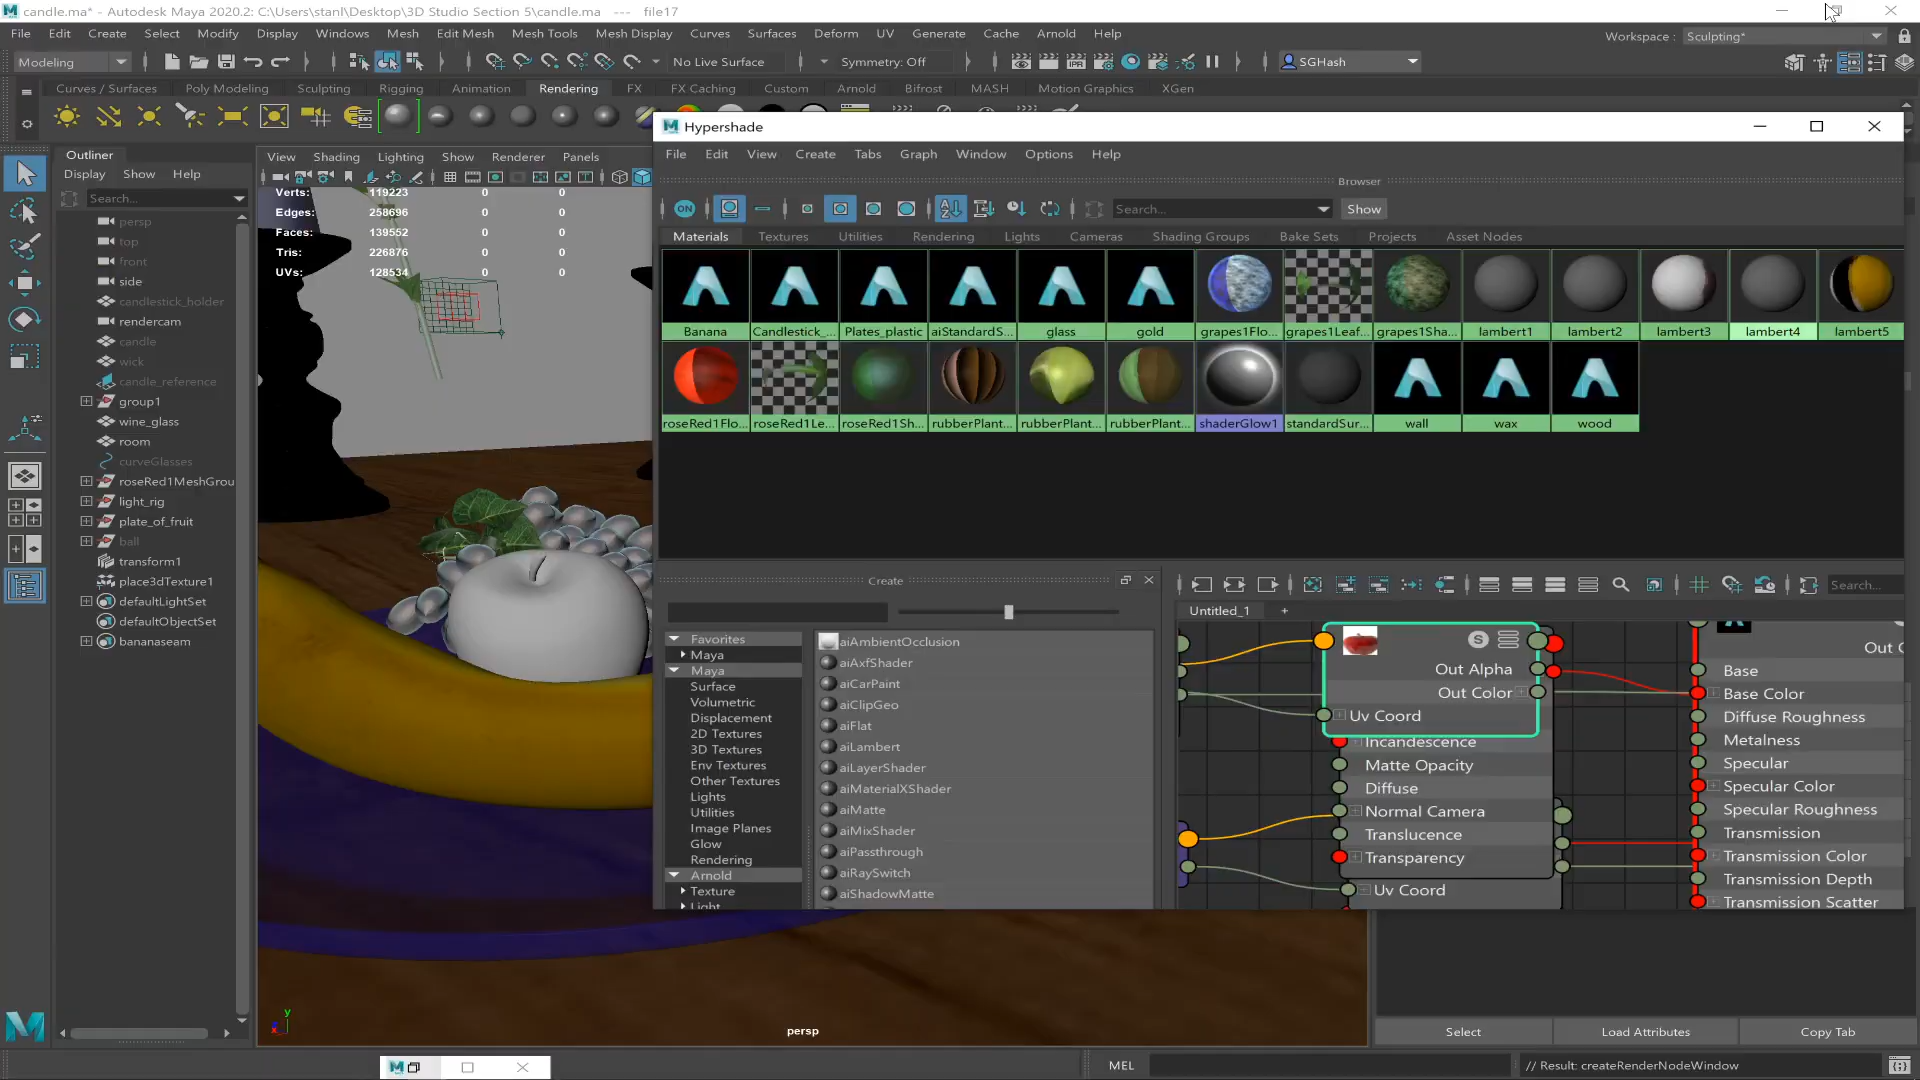 candle.ma* - Autodesk Maya 2020.2: C:\Users\stanl\Desktop\3D Studio Section 5\candle.ma --- file17
File Edit Create Select Modify Display Windows Mesh Edit Mesh Mesh Tools Mesh Display Curves Surfaces Deform UV Generate Cache Arnold Help
Workspace : Sculpting*
Modeling No Live Surface Symmetry: Off SGHash
Curves / Surfaces Poly Modeling Sculpting Rigging Animation Rendering FX FX Caching Custom Arnold Bifrost MASH Motion Graphics XGen
Outliner
Display Show Help
Search...
persp
top
front
side
candlestick_holder
rendercam
candle
wick
candle_reference
group1
wine_glass
room
curveGlasses
roseRed1MeshGrou
light_rig
plate_of_fruit
ball
transform1
place3dTexture1
defaultLightSet
defaultObjectSet
bananaseam
View Shading Lighting Show Renderer Panels
Verts: 119223 0 0
Edges: 258696 0 0
Faces: 139552 0 0
Tris: 226876 0 0
UVs: 128534 0 0
persp
y
Hypershade
File Edit View Create Tabs Graph Window Options Help
Browser
ON Search... Show
Materials Textures Utilities Rendering Lights Cameras Shading Groups Bake Sets Projects Asset Nodes
Banana Candlestick_... Plates_plastic aiStandardS... glass gold grapes1Flo... grapes1Leaf... grapes1Sha... lambert1 lambert2 lambert3 lambert4 lambert5
roseRed1Flo... roseRed1Le... roseRed1Sh... rubberPlant... rubberPlant... rubberPlant... shaderGlow1 standardSur... wall wax wood
Create
Favorites
Maya
Maya
Surface
Volumetric
Displacement
2D Textures
3D Textures
Env Textures
Other Textures
Lights
Utilities
Image Planes
Glow
Rendering
Arnold
Texture
Light
aiAmbientOcclusion
aiAxfShader
aiCarPaint
aiClipGeo
aiFlat
aiLambert
aiLayerShader
aiMaterialXShader
aiMatte
aiMixShader
aiPassthrough
aiRaySwitch
aiShadowMatte
Search...
Untitled_1 +
S
Out Alpha
Out Color
Uv Coord
Incandescence
Matte Opacity
Diffuse
Normal Camera
Translucence
Transparency
Uv Coord
Out C
Base
Base Color
Diffuse Roughness
Metalness
Specular
Specular Color
Specular Roughness
Transmission
Transmission Color
Transmission Depth
Transmission Scatter
Select Load Attributes Copy Tab
MEL // Result: createRenderNodeWindow